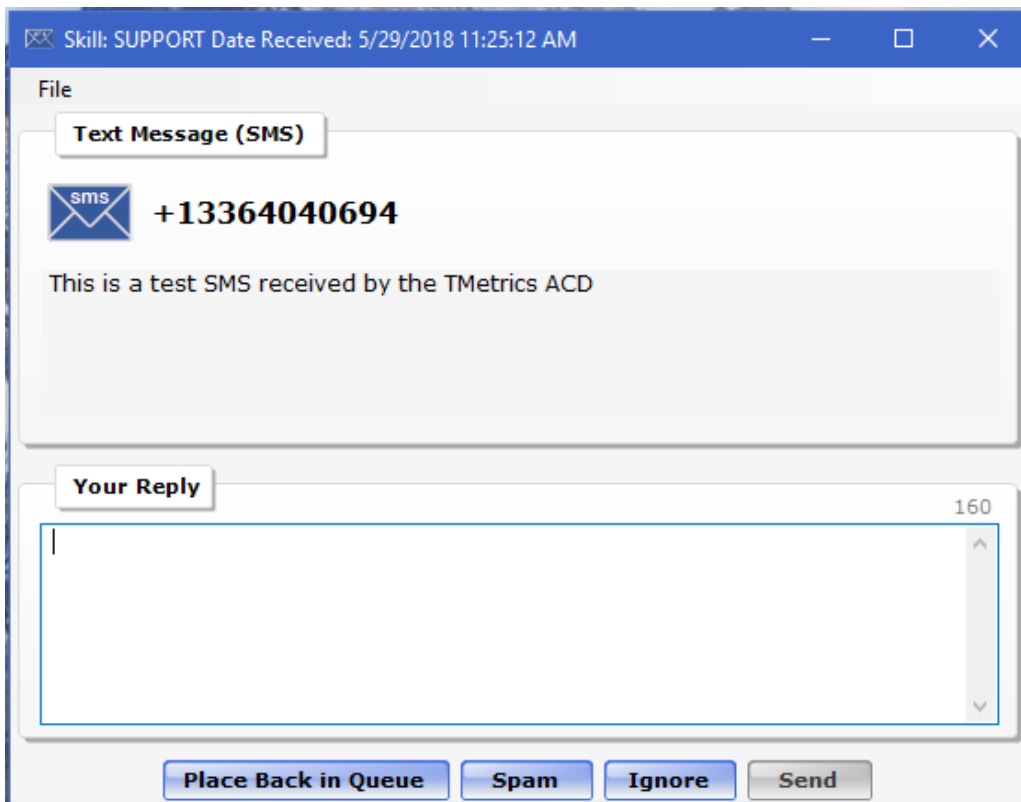 Skill: SUPPORT Date Received: 5/29/2018 11:25:12 AM
File
Text Message (SMS)
sms
+13364040694
This is a test SMS received by the TMetrics ACD
Your Reply
160
Place Back in Queue Spam Ignore Send